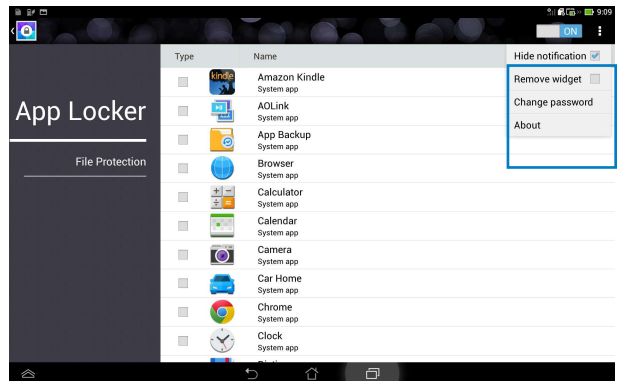 9:09
ON
App Locker
File Protection
Type Name
Hide notification
Remove widget
Change password
About
kindle
Amazon Kindle
System app
AOLink
System app
App Backup
System app
Browser
System app
Calculator
System app
Calendar
System app
Camera
System app
Car Home
System app
Chrome
System app
Clock
System app